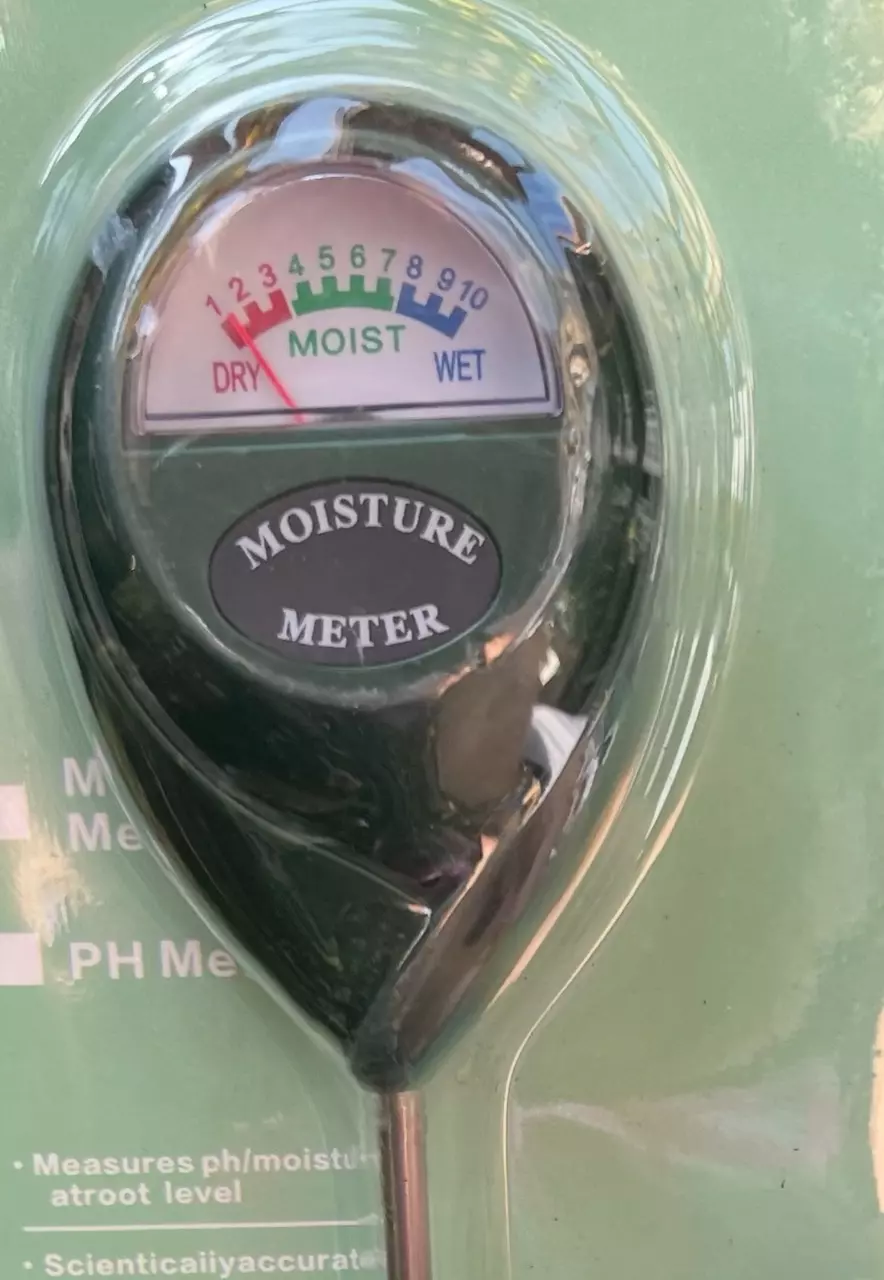 1 2 3 4 5 6 7 8 9 10
MOIST
DRY WET
MOISTURE
METER
M
Me
PH Me
• Measures ph/moistu
atroot level
• Scienticaiiyaccurat